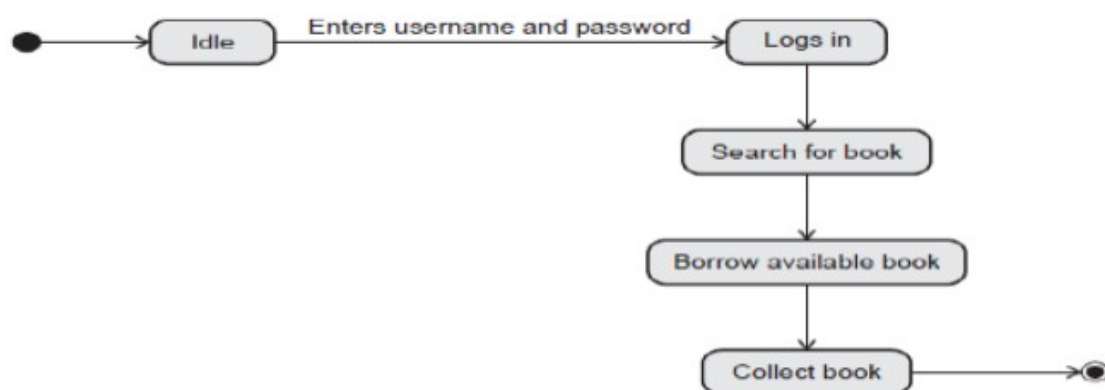 Idle
Enters username and password
Logs in
Search for book
Borrow available book
Collect book